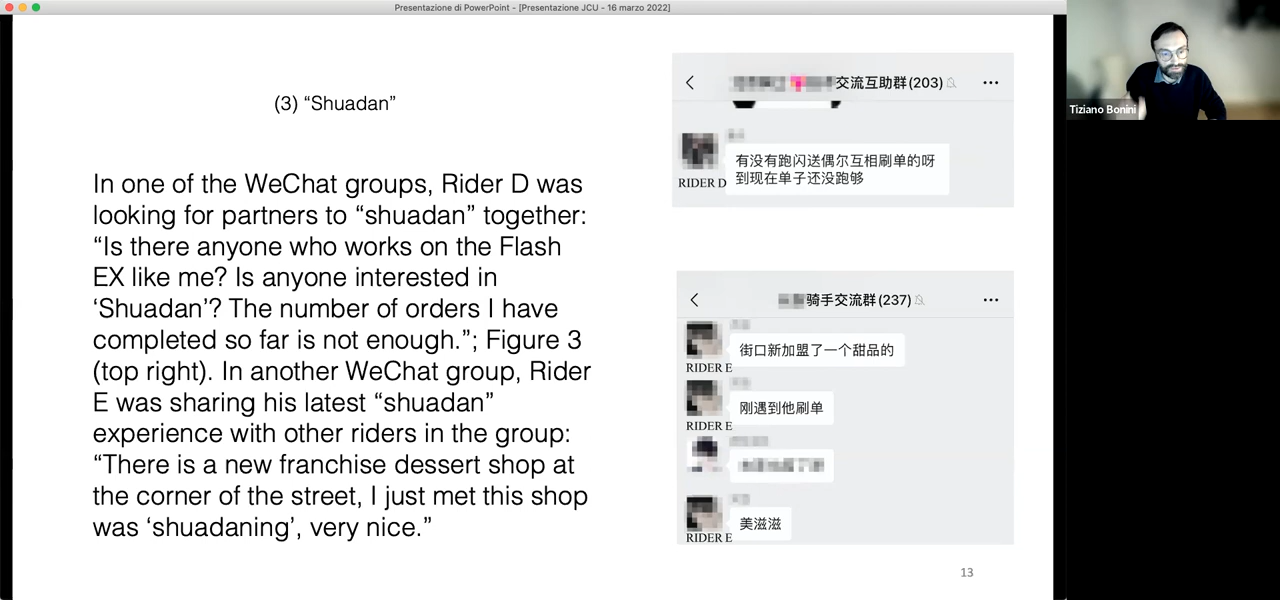 Presentazione di PowerPoint - [Presentazione JCU - 16 marzo 2022]
(3) “Shuadan”
In one of the WeChat groups, Rider D was
looking for partners to “shuadan” together:
“Is there anyone who works on the Flash
EX like me? Is anyone interested in
‘Shuadan’? The number of orders I have
completed so far is not enough.”; Figure 3
(top right). In another WeChat group, Rider
E was sharing his latest “shuadan”
experience with other riders in the group:
“There is a new franchise dessert shop at
the corner of the street, I just met this shop
was ‘shuadaning’, very nice.”
交流互助群(203)
有没有跑闪送偶尔互相刷单的呀
到现在单子还没跑够
RIDER D
骑手交流群(237)
街口新加盟了一个甜品的
RIDER E
刚遇到他刷单
RIDER E
美滋滋
RIDER E
13
Tiziano Bonini